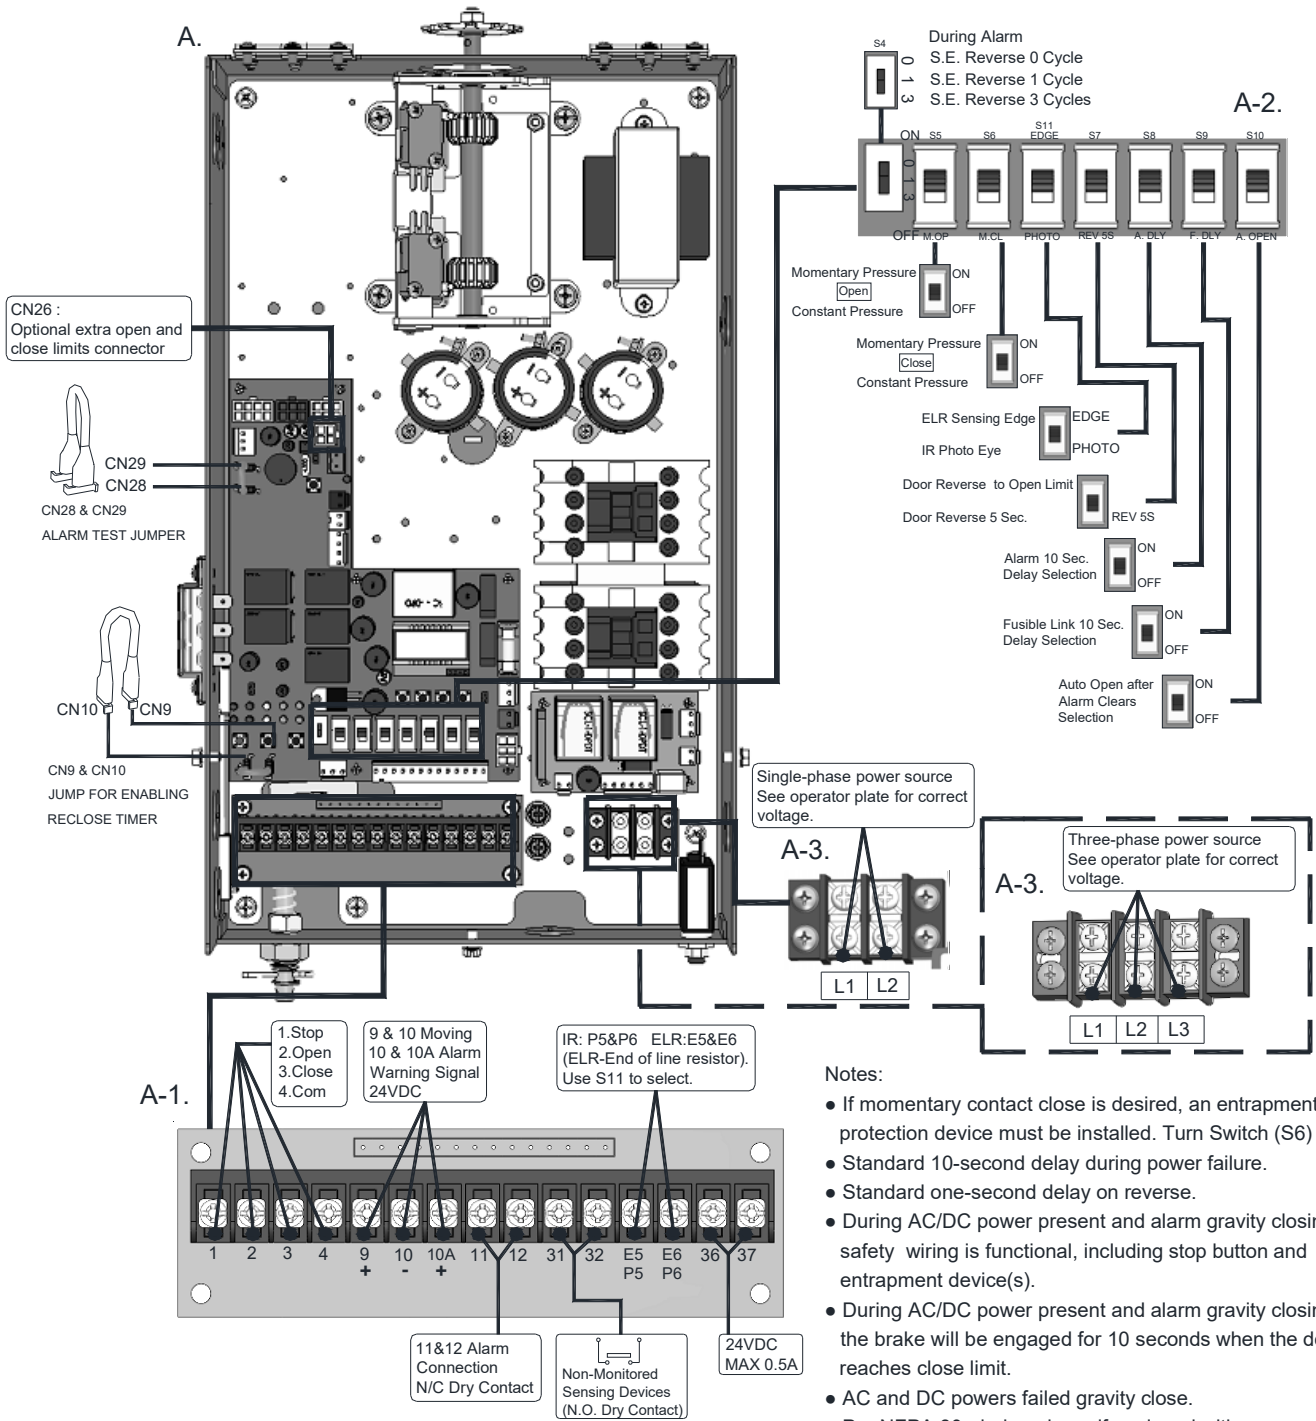 A.
During Alarm
S4
S.E. Reverse 0 Cycle
S.E. Reverse 1 Cycle
S.E. Reverse 3 Cycles
0
1
3
A-2.
ON
S5
S6
S11
EDGE
S7
S8
S9
S10
0
1
3
OFF
M.OP
M.CL
PHOTO
REV 5S
A. DLY
F. DLY
A. OPEN
Momentary Pressure
Open
Constant Pressure
ON
OFF
Momentary Pressure
Close
Constant Pressure
ON
OFF
ELR Sensing Edge
IR Photo Eye
EDGE
PHOTO
Door Reverse to Open Limit
Door Reverse 5 Sec.
REV 5S
Alarm 10 Sec.
Delay Selection
ON
OFF
Fusible Link 10 Sec.
Delay Selection
ON
OFF
Auto Open after
Alarm Clears
Selection
ON
OFF
CN26 :
Optional extra open and
close limits connector
CN29
CN28
CN28 & CN29
ALARM TEST JUMPER
CN10
CN9
CN9 & CN10
JUMP FOR ENABLING
RECLOSE TIMER
Single-phase power source
See operator plate for correct
voltage.
A-3.
L1
L2
Three-phase power source
See operator plate for correct
voltage.
A-3.
L1
L2
L3
A-1.
1.Stop
2.Open
3.Close
4.Com
9 & 10 Moving
10 & 10A Alarm
Warning Signal
24VDC
IR: P5&P6 ELR:E5&E6
(ELR-End of line resistor).
Use S11 to select.
1
2
3
4
9
+
10
-
10A
+
11
12
31
32
E5
P5
E6
P6
36
37
11&12 Alarm
Connection
N/C Dry Contact
Non-Monitored
Sensing Devices
(N.O. Dry Contact)
24VDC
MAX 0.5A
Notes:
● If momentary contact close is desired, an entrapment
protection device must be installed. Turn Switch (S6)
● Standard 10-second delay during power failure.
● Standard one-second delay on reverse.
● During AC/DC power present and alarm gravity closin
safety wiring is functional, including stop button and
entrapment device(s).
● During AC/DC power present and alarm gravity closin
the brake will be engaged for 10 seconds when the d
reaches close limit.
● AC and DC powers failed gravity close.